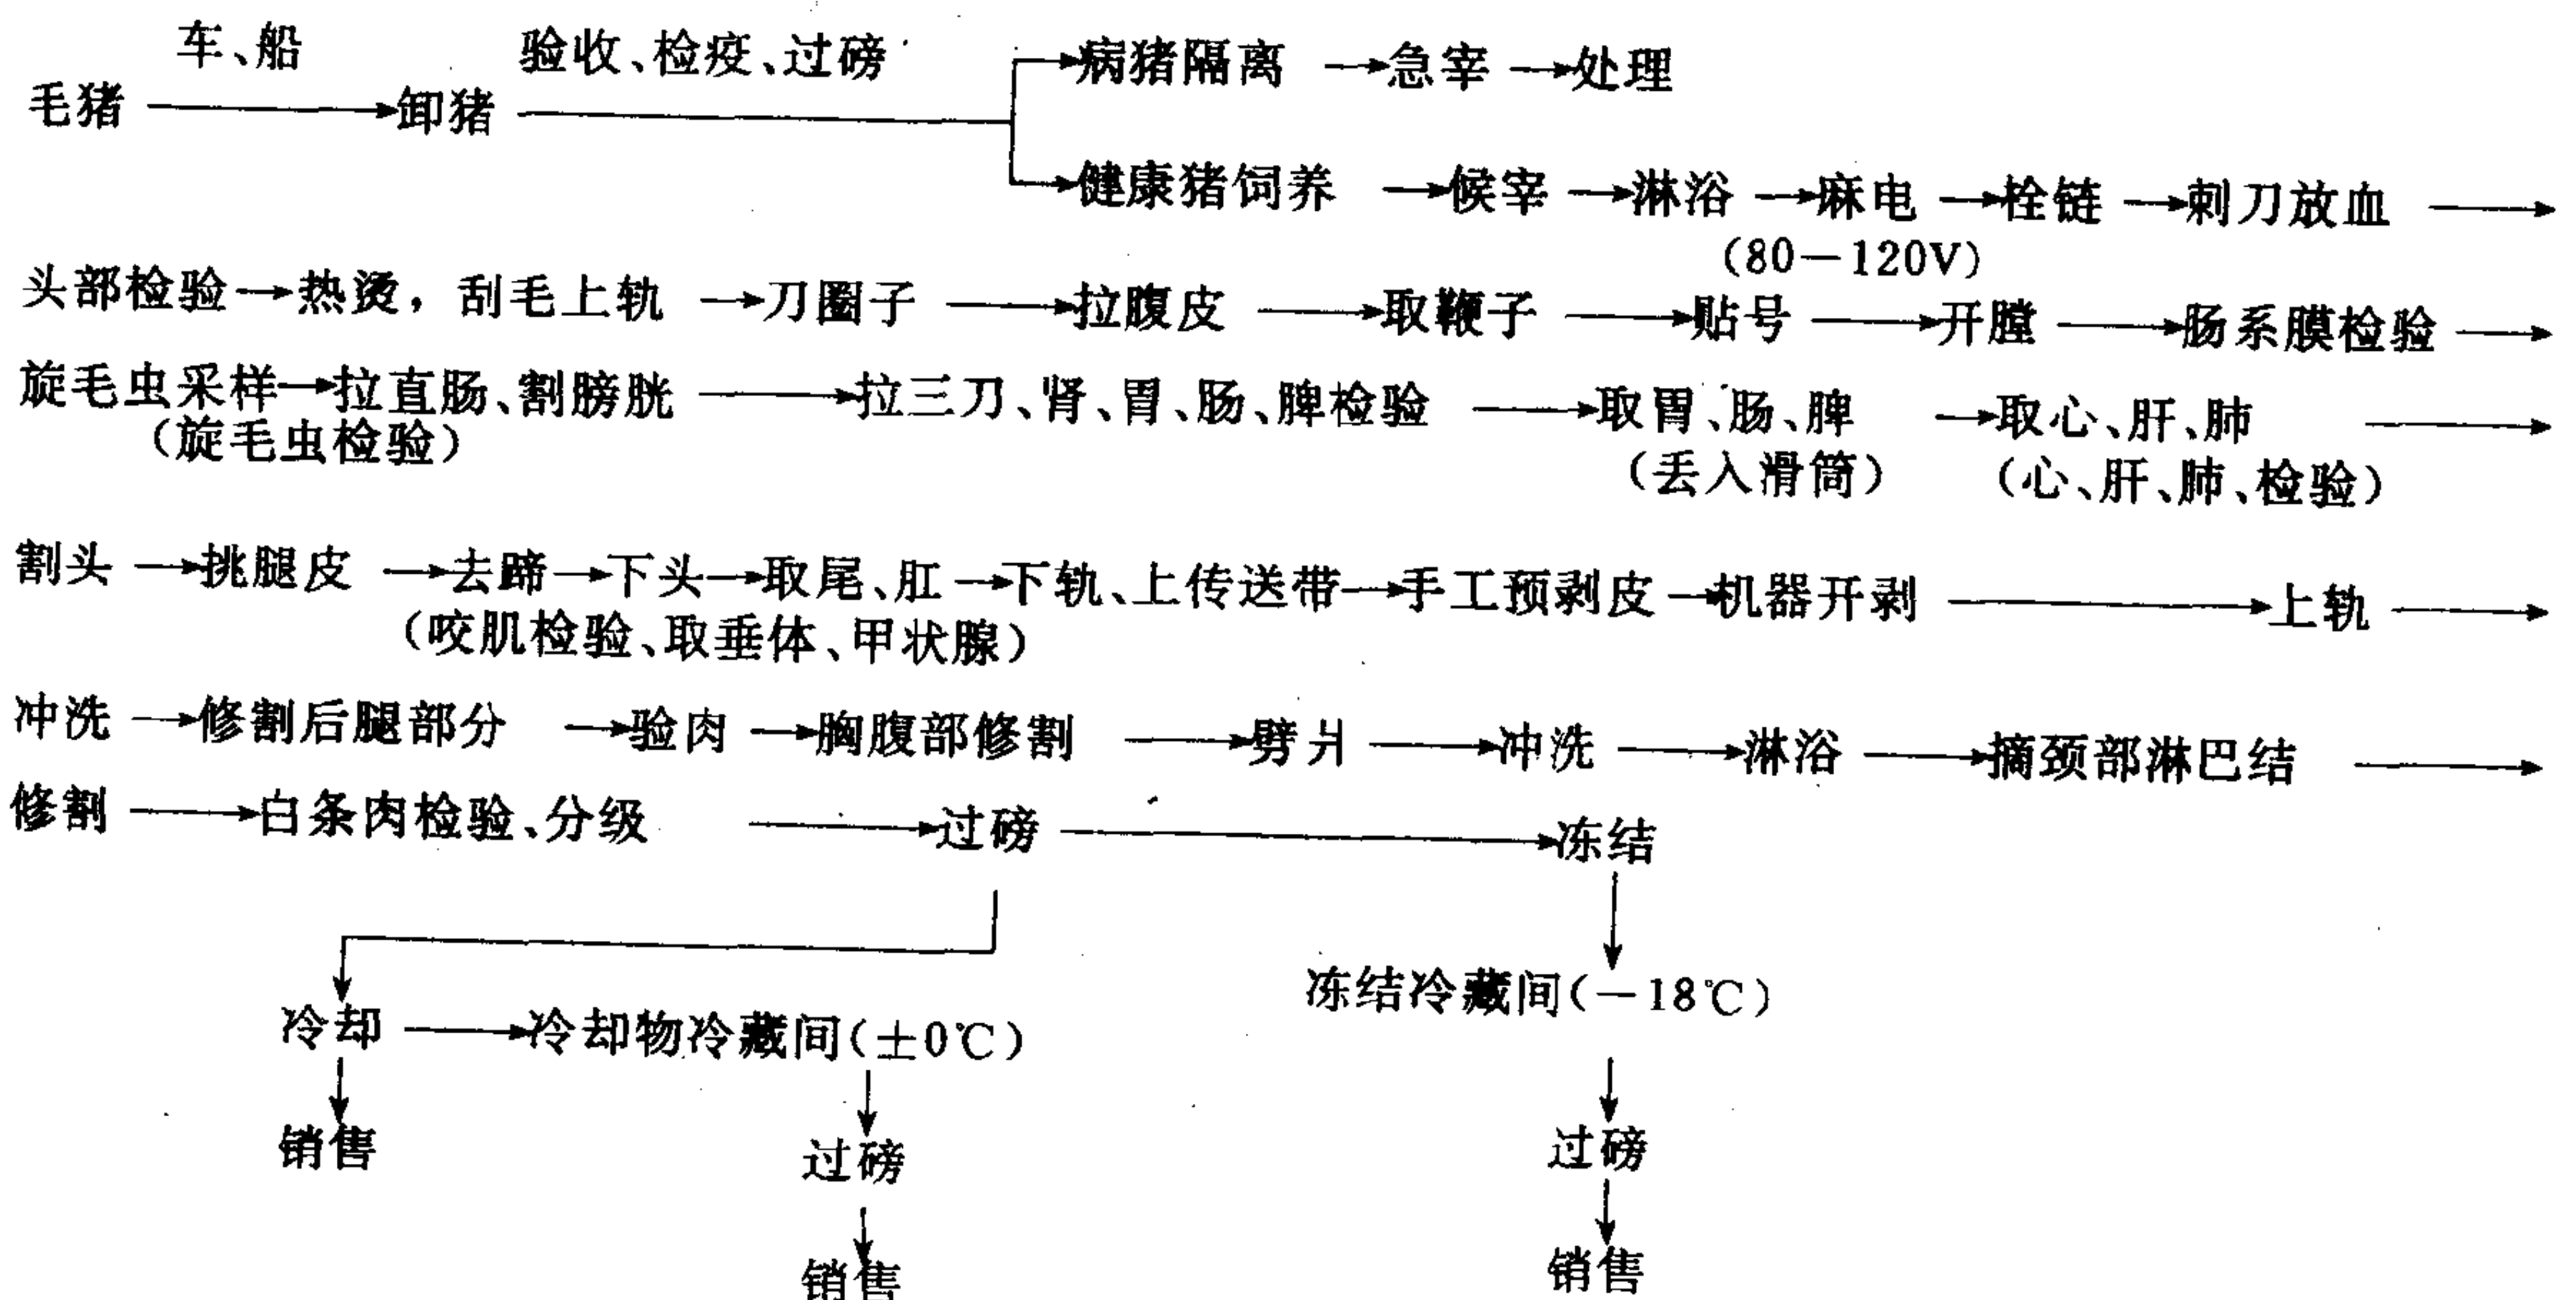 车、船 验收、检疫、过磅 →病猪隔离 →急宰 →处理
毛猪 →卸猪
→健康猪饲养 →候宰 →淋浴 →麻电 →栓链 →刺刀放血 →
(80—120V)
头部检验→热烫，刮毛上轨 →刀圈子 →拉腹皮 →取鞭子 →贴号 →开膛 →肠系膜检验 →
旋毛虫采样→拉直肠、割膀胱 →拉三刀、肾、胃、肠、脾检验 →取胃、肠、脾 →取心、肝、肺 →
(旋毛虫检验) (丢入滑筒) (心、肝、肺、检验)
割头 →挑腿皮 →去蹄→下头→取尾、肛→下轨、上传送带→手工预剥皮→机器开剥 →上轨 →
(咬肌检验、取垂体、甲状腺)
冲洗 →修割后腿部分 →验肉 →胸腹部修割 →劈爿 →冲洗 →淋浴 →摘颈部淋巴结 →
修割 →白条肉检验、分级 →过磅 →冻结
冻结冷藏间(—18℃)
冷却 →冷却物冷藏间(±0℃)
销售 过磅 过磅
销售 销售